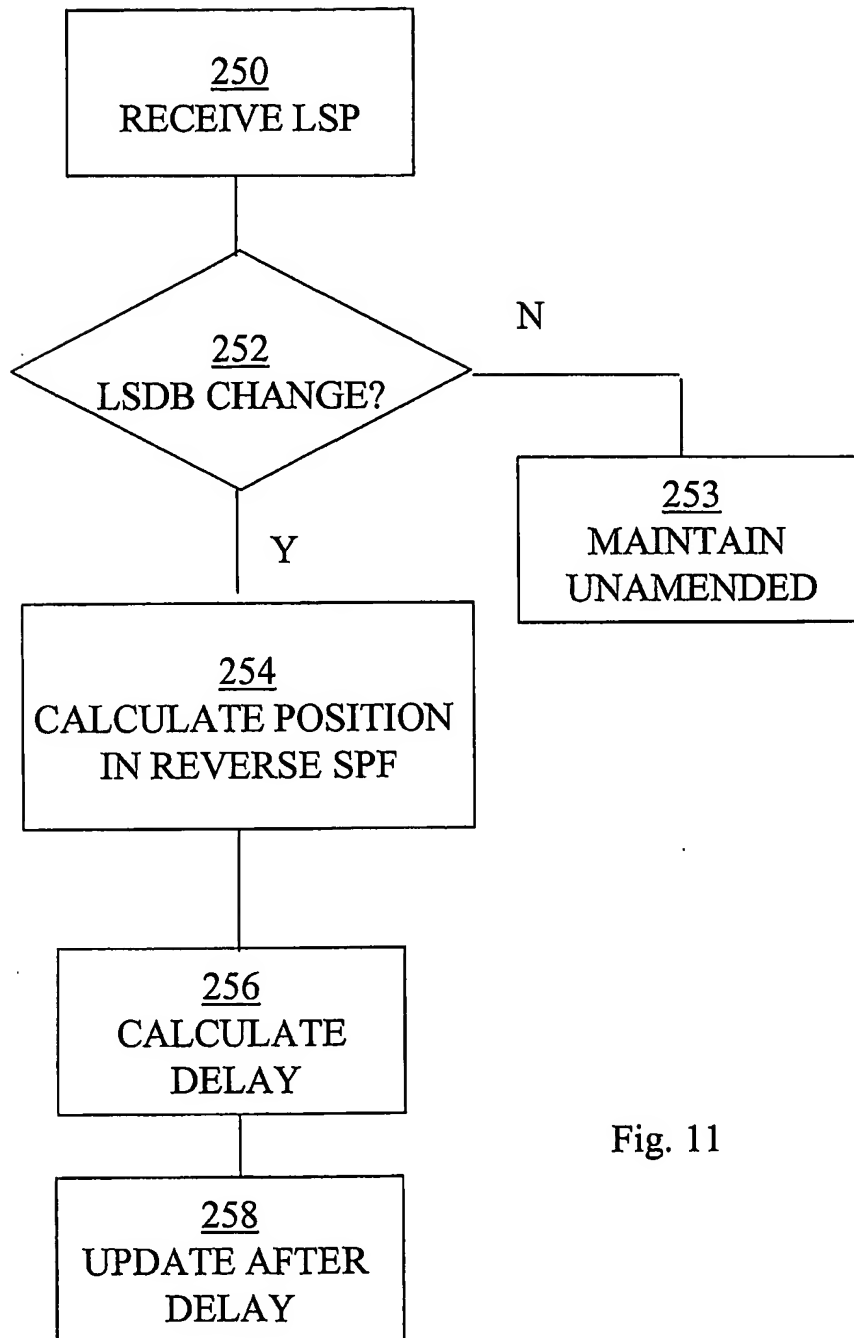 250
RECEIVE LSP
252
LSDB CHANGE?
N
253
MAINTAIN
UNAMENDED
Y
254
CALCULATE POSITION
IN REVERSE SPF
256
CALCULATE
DELAY
Fig. 11
258
UPDATE AFTER
DELAY